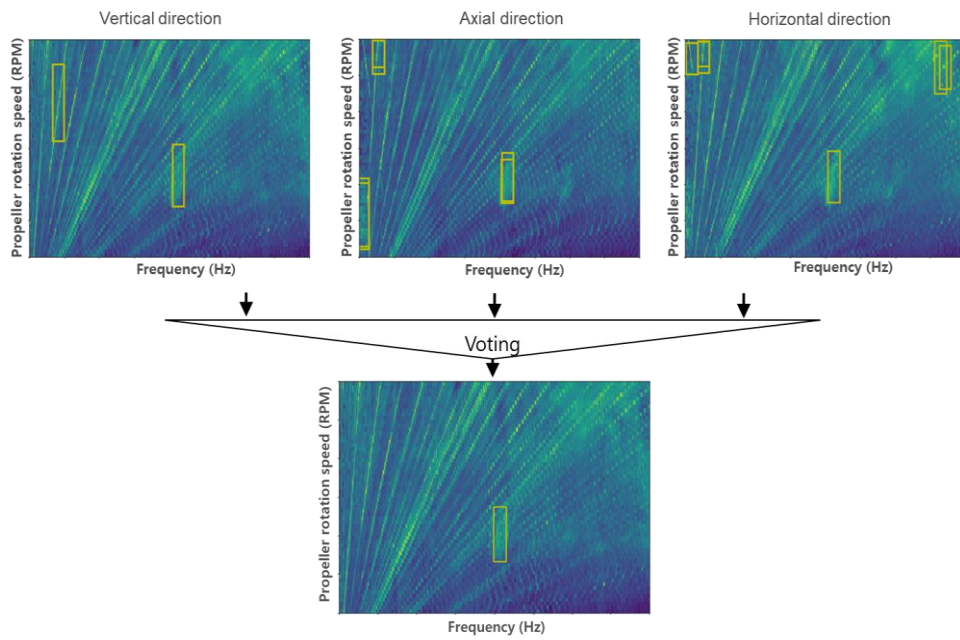 Vertical direction
Axial direction
Horizontal direction
Propeller rotation speed (RPM)
Propeller rotation speed (RPM)
Propeller rotation speed (RPM)
Frequency (Hz)
Frequency (Hz)
Frequency (Hz)
Voting
Propeller rotation speed (RPM)
Frequency (Hz)